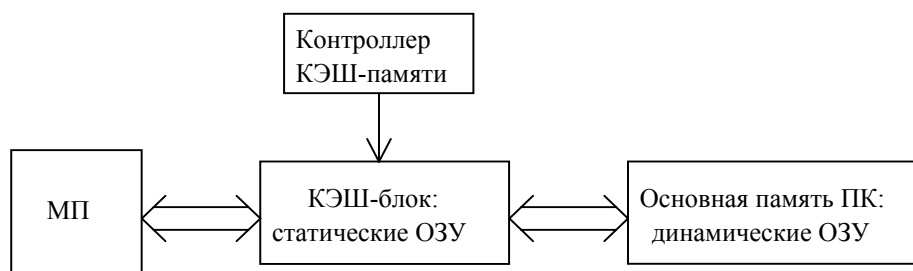 Контроллер
КЭШ-памяти
МП
КЭШ-блок:
статические ОЗУ
Основная память ПК:
динамические ОЗУ